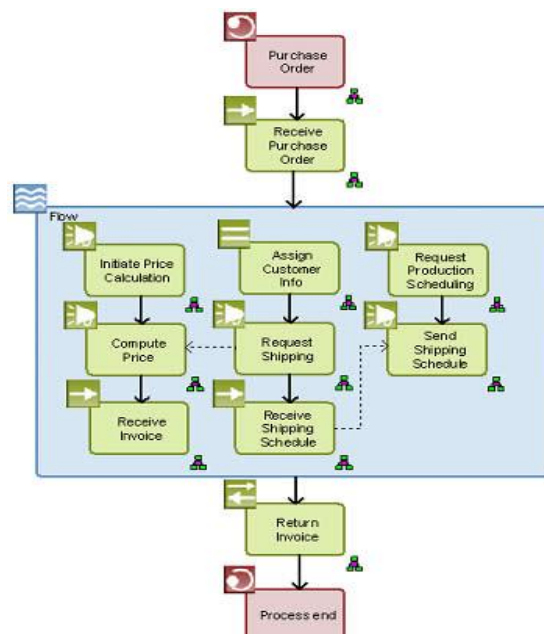 Purchase
Order
Receive
Purchase
Order
Flow
Initiate Price
Calculation
Assign
Customer
Info
Request
Production
Scheduling
Compute
Price
Request
Shipping
Send
Shipping
Schedule
Receive
Invoice
Receive
Shipping
Schedule
Return
Invoice
Process end